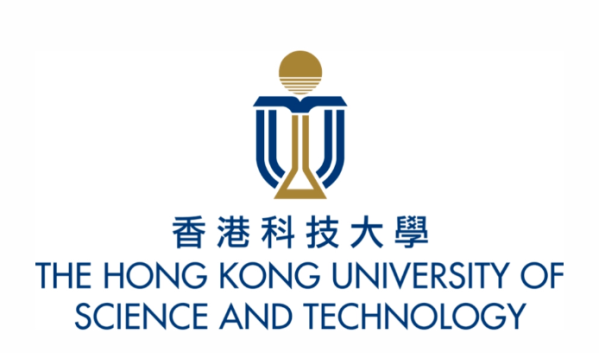 香港科技大學
THE HONG KONG UNIVERSITY OF
SCIENCE AND TECHNOLOGY